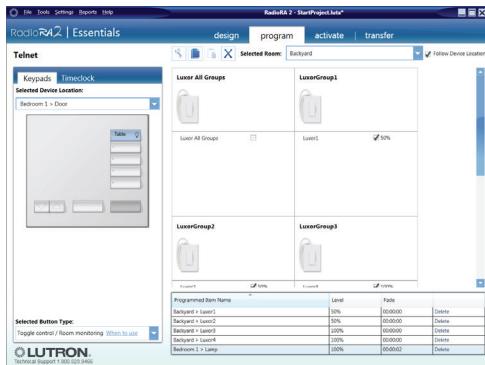 File Tools Settings Reports Help
RadioRA 2 - StartProject.luts*
RadioRA2 | Essentials
design program activate transfer
Telnet
Selected Room: Backyard
Follow Device Location
Keypads Timeclock
Selected Device Location:
Bedroom 1 > Door
Table
Luxor All Groups LuxorGroup1
Luxor All Groups
Luxor1 50%
LuxorGroup2 LuxorGroup3
Programmed Item Name Level Fade
Backyard > Luxor1 50% 00:00:00 Delete
Backyard > Luxor2 50% 00:00:00 Delete
Backyard > Luxor3 100% 00:00:00 Delete
Backyard > Luxor4 100% 00:00:00 Delete
Bedroom 1 > Lamp 100% 00:00:02 Delete
Selected Button Type:
Toggle control / Room monitoring When to use
LUTRON
Technical Support 1.800.523.9466